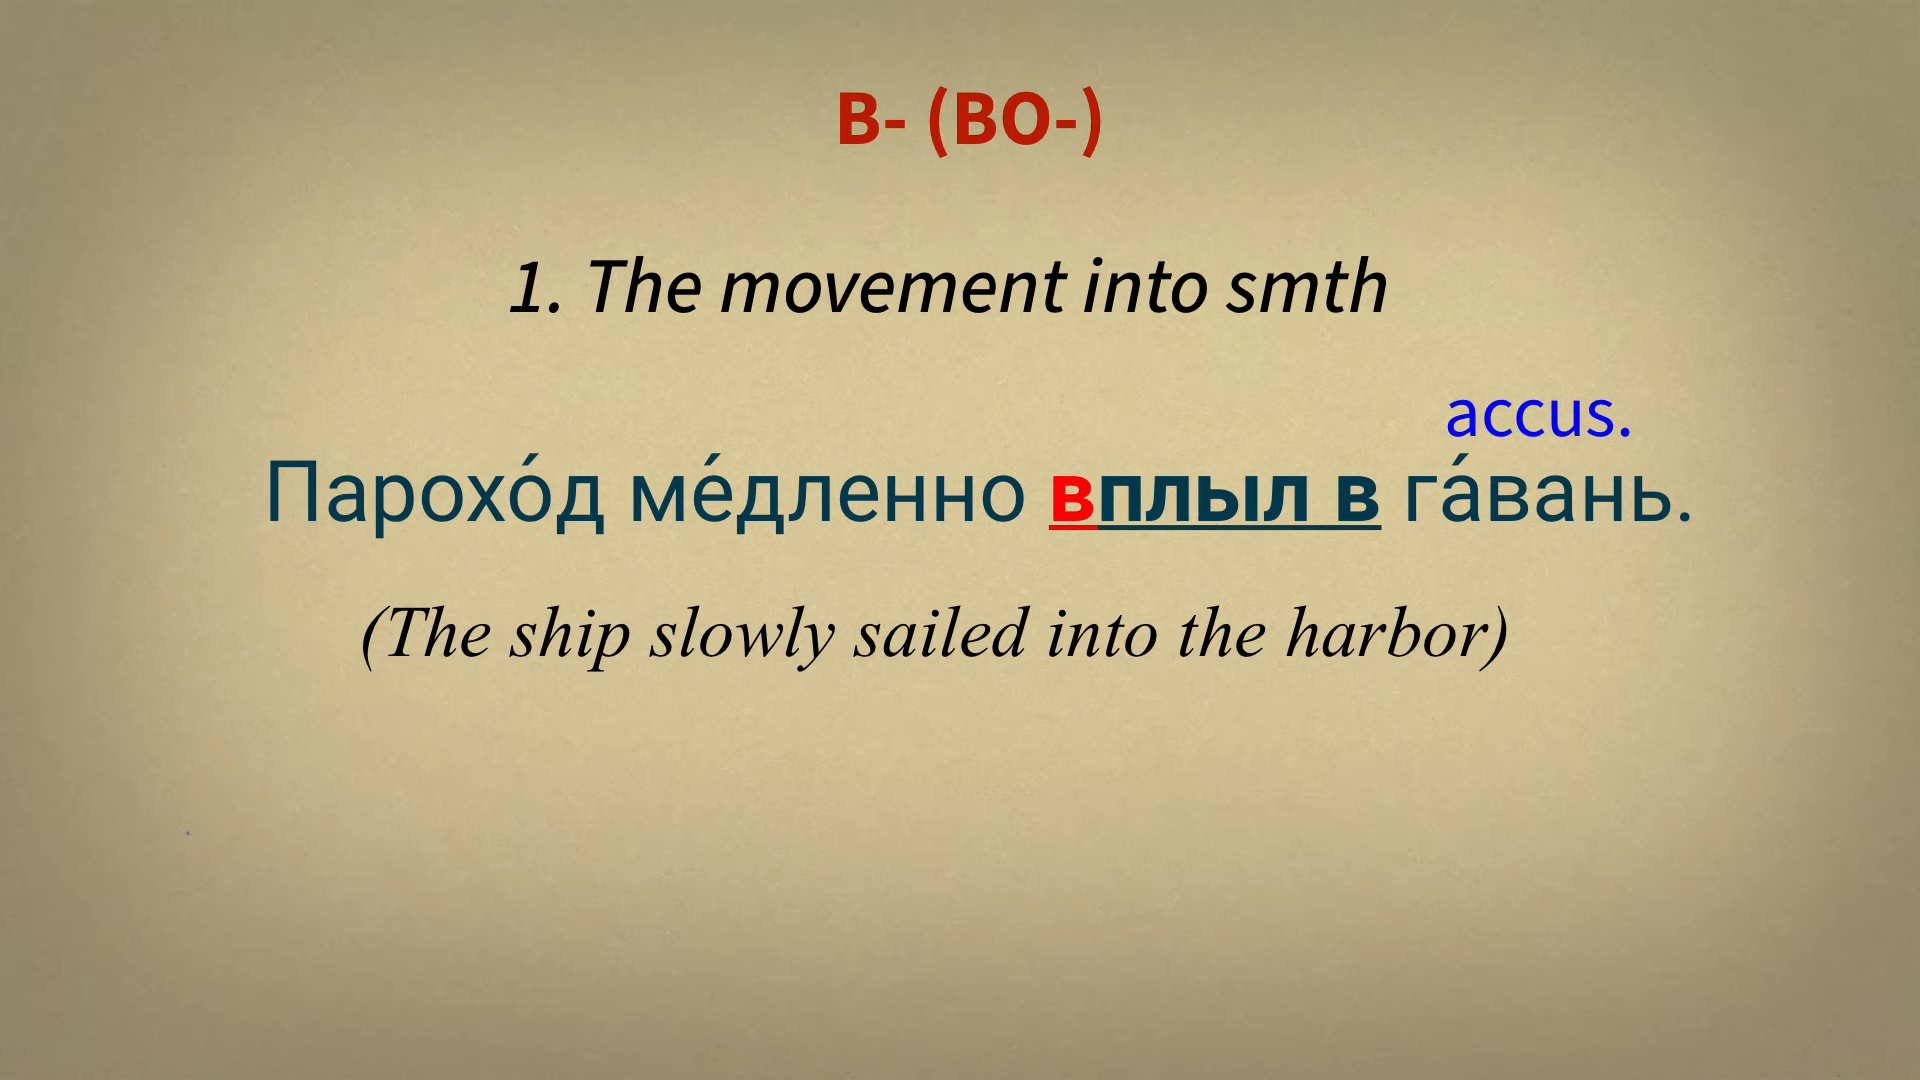 В- (ВО-)
1. The movement into smth
accus.
Парохо́д ме́дленно вплыл в га́вань.
(The ship slowly sailed into the harbor)